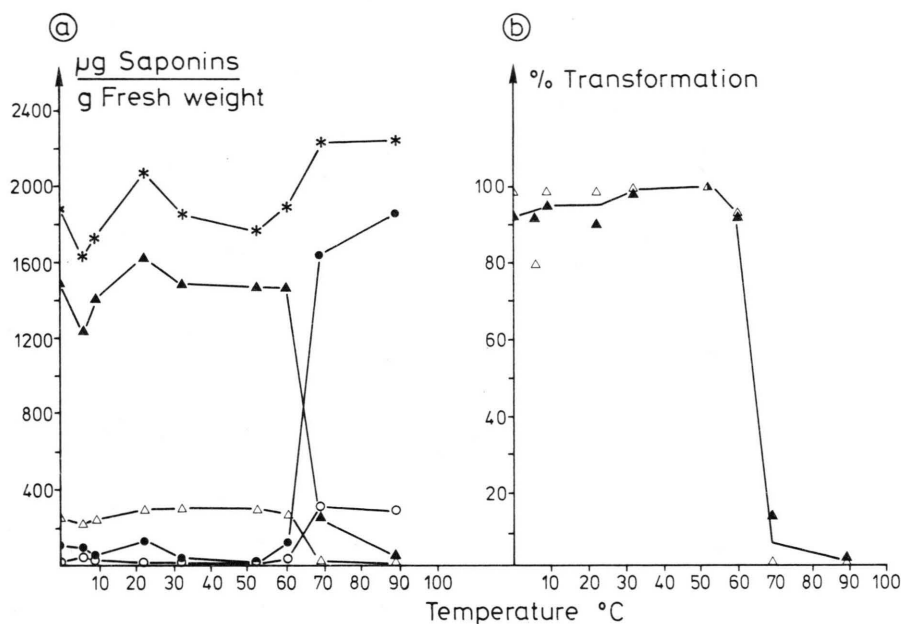 a
µg Saponins
g Fresh weight
2400
2000
1600
1200
800
400
10 20 30 40 50 60 70 80 90 100
b
% Transformation
100
80
60
40
20
10 20 30 40 50 60 70 80 90 100
Temperature °C